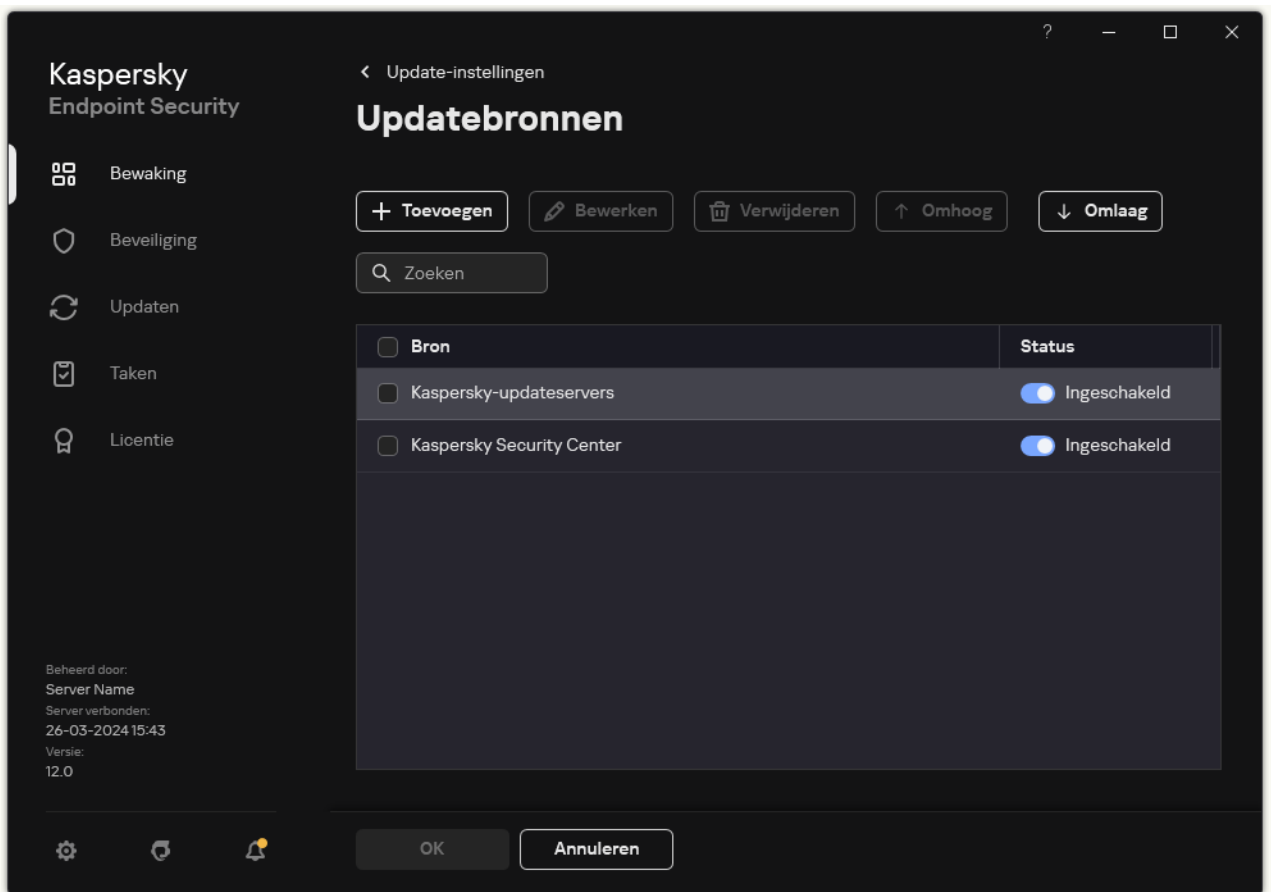 ?
Kaspersky
Endpoint Security
Bewaking
Beveiliging
Updaten
Taken
Licentie
Beheerd door:
Server Name
Server verbonden:
26-03-2024 15:43
Versie:
12.0
Update-instellingen
Updatebronnen
Toevoegen Bewerken Verwijderen Omhoog Omlaag
Zoeken
Bron Status
Kaspersky-updateservers Ingeschakeld
Kaspersky Security Center Ingeschakeld
OK Annuleren